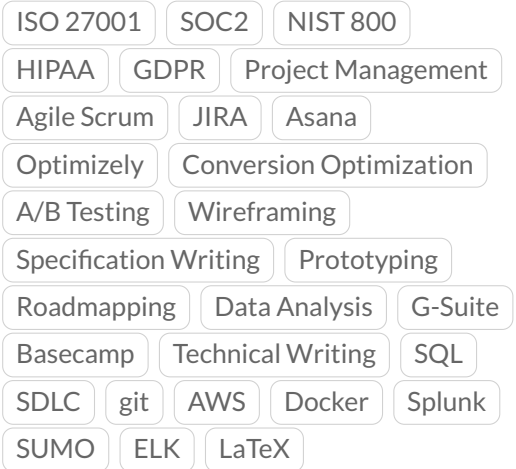 ISO 27001 SOC2 NIST 800
HIPAA GDPR Project Management
Agile Scrum JIRA Asana
Optimizely Conversion Optimization
A/B Testing Wireframing
Specification Writing Prototyping
Roadmapping Data Analysis G-Suite
Basecamp Technical Writing SQL
SDLC git AWS Docker Splunk
SUMO ELK LaTeX